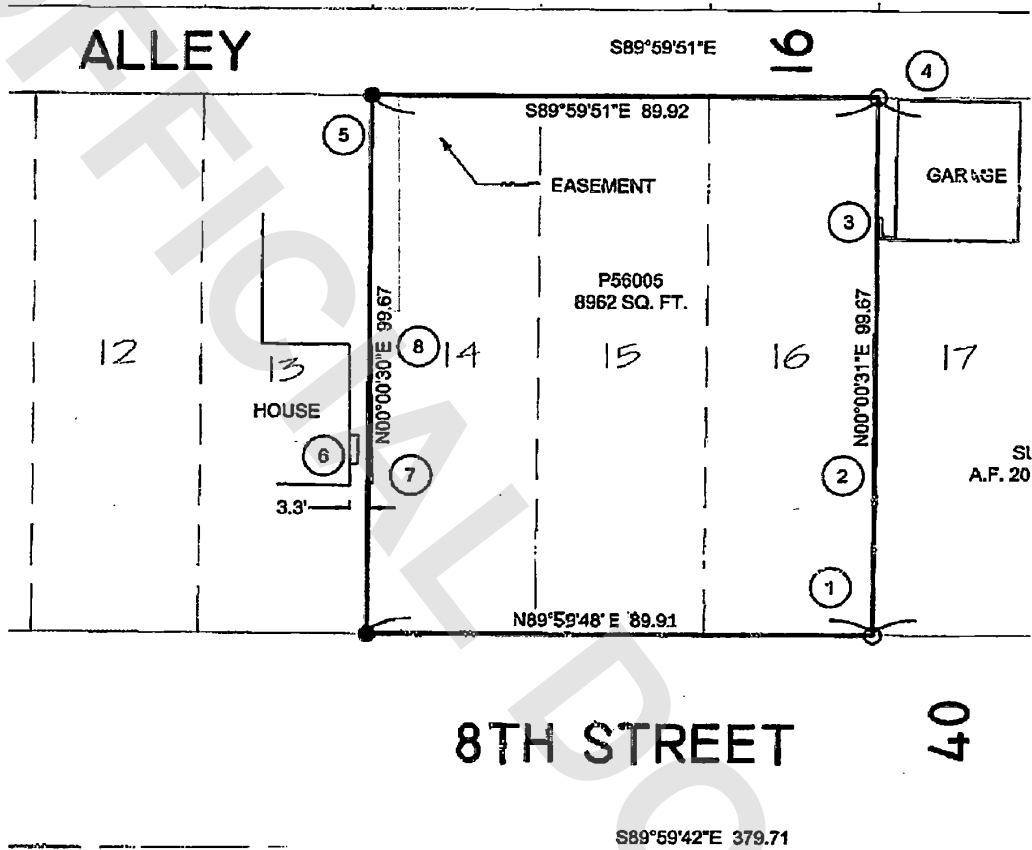 ALLEY
S89°59'51"E
16
4
S89°59'51"E 89.92
5
EASEMENT
GARAGE
3
P56005
8962 SQ. FT.
N00°00'30"E 99.67
N00°00'31"E 99.67
12
13
8
14
15
16
17
HOUSE
6
7
2
A.F. 20
3.3'
1
N89°59'48"E 89.91
8TH STREET
40
S89°59'42"E 379.71